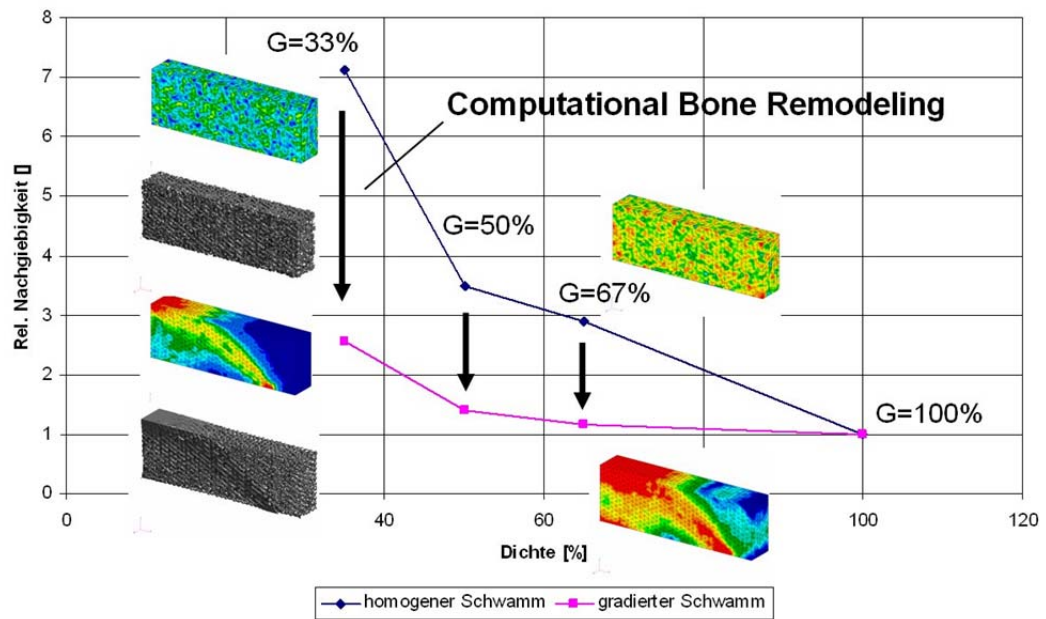 8
7
6
5
4
3
2
1
0
Rel. Nachgiebigkeit []
G=33%
Computational Bone Remodeling
G=50%
G=67%
G=100%
0
40
60
80
100
120
Dichte [%]
homogener Schwamm
gradierter Schwamm